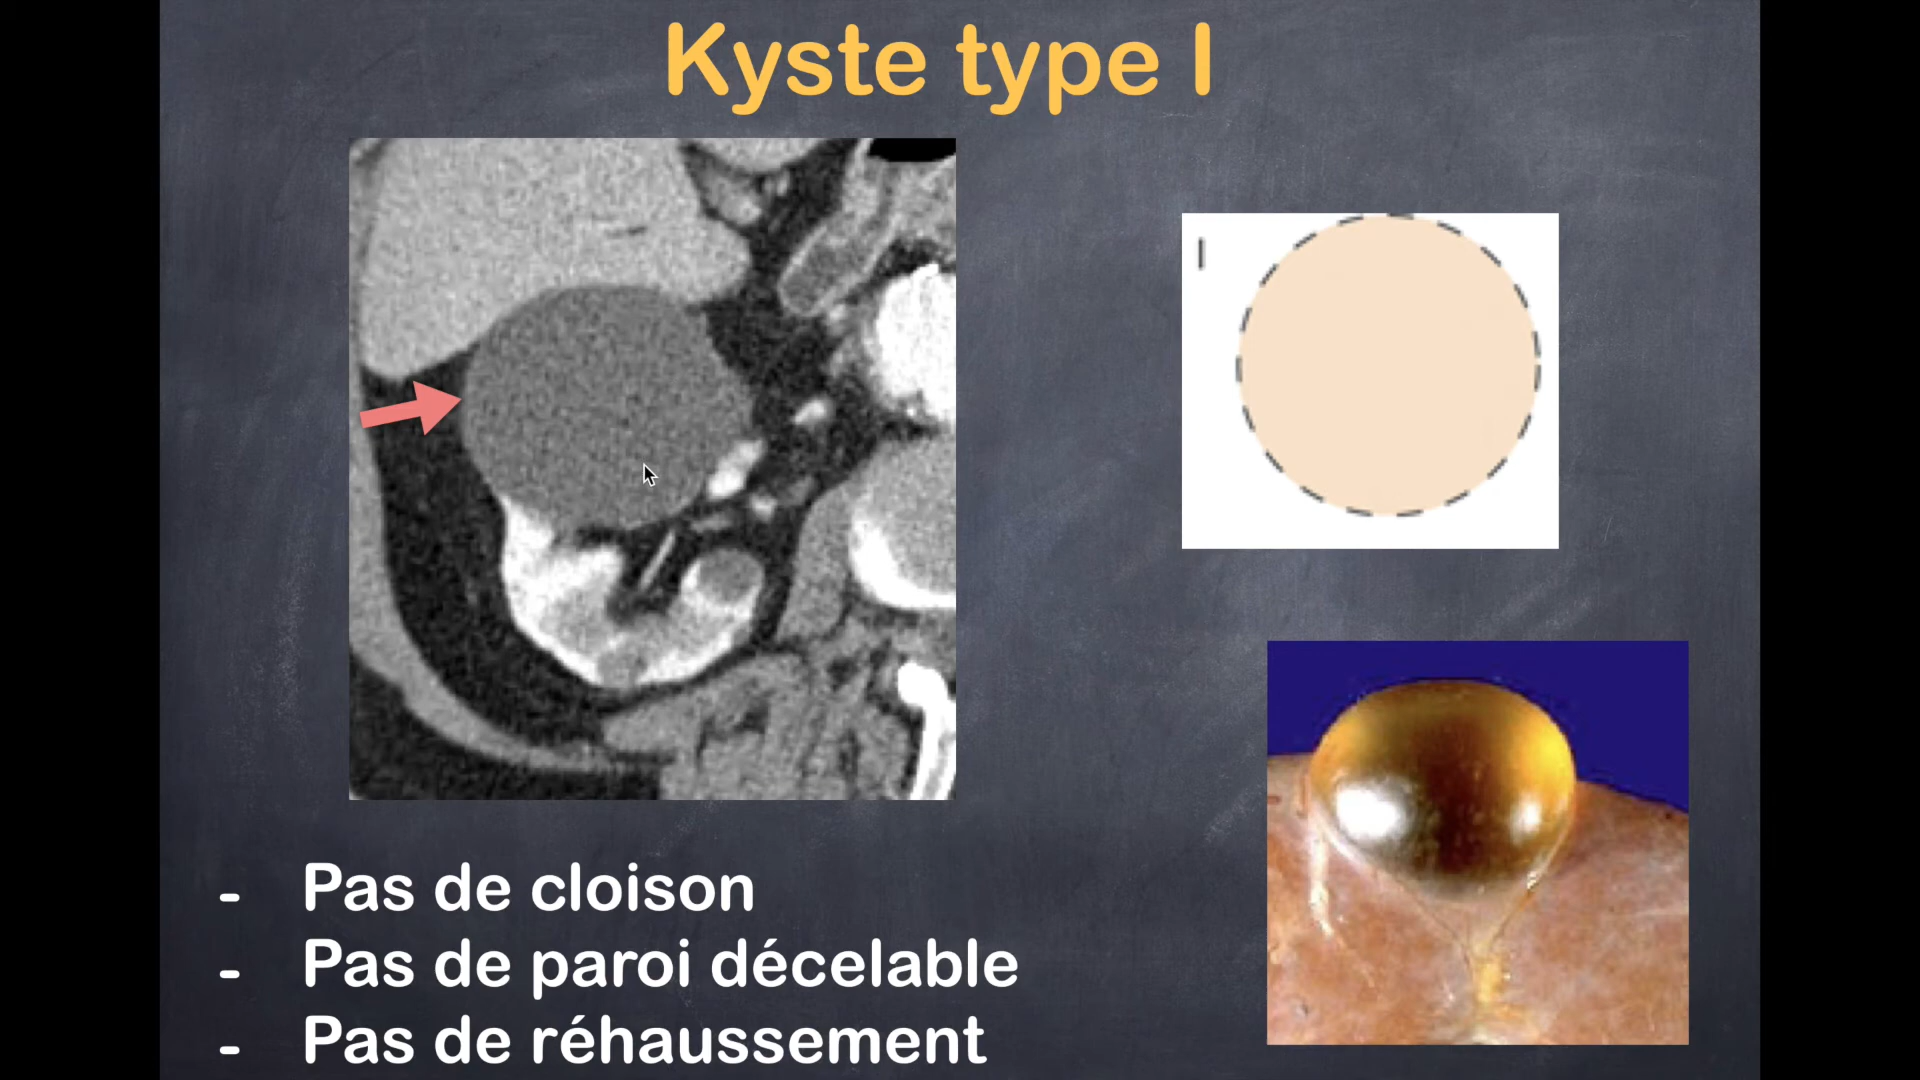 Kyste type I
I
- Pas de cloison
- Pas de paroi décelable
- Pas de réhaussement